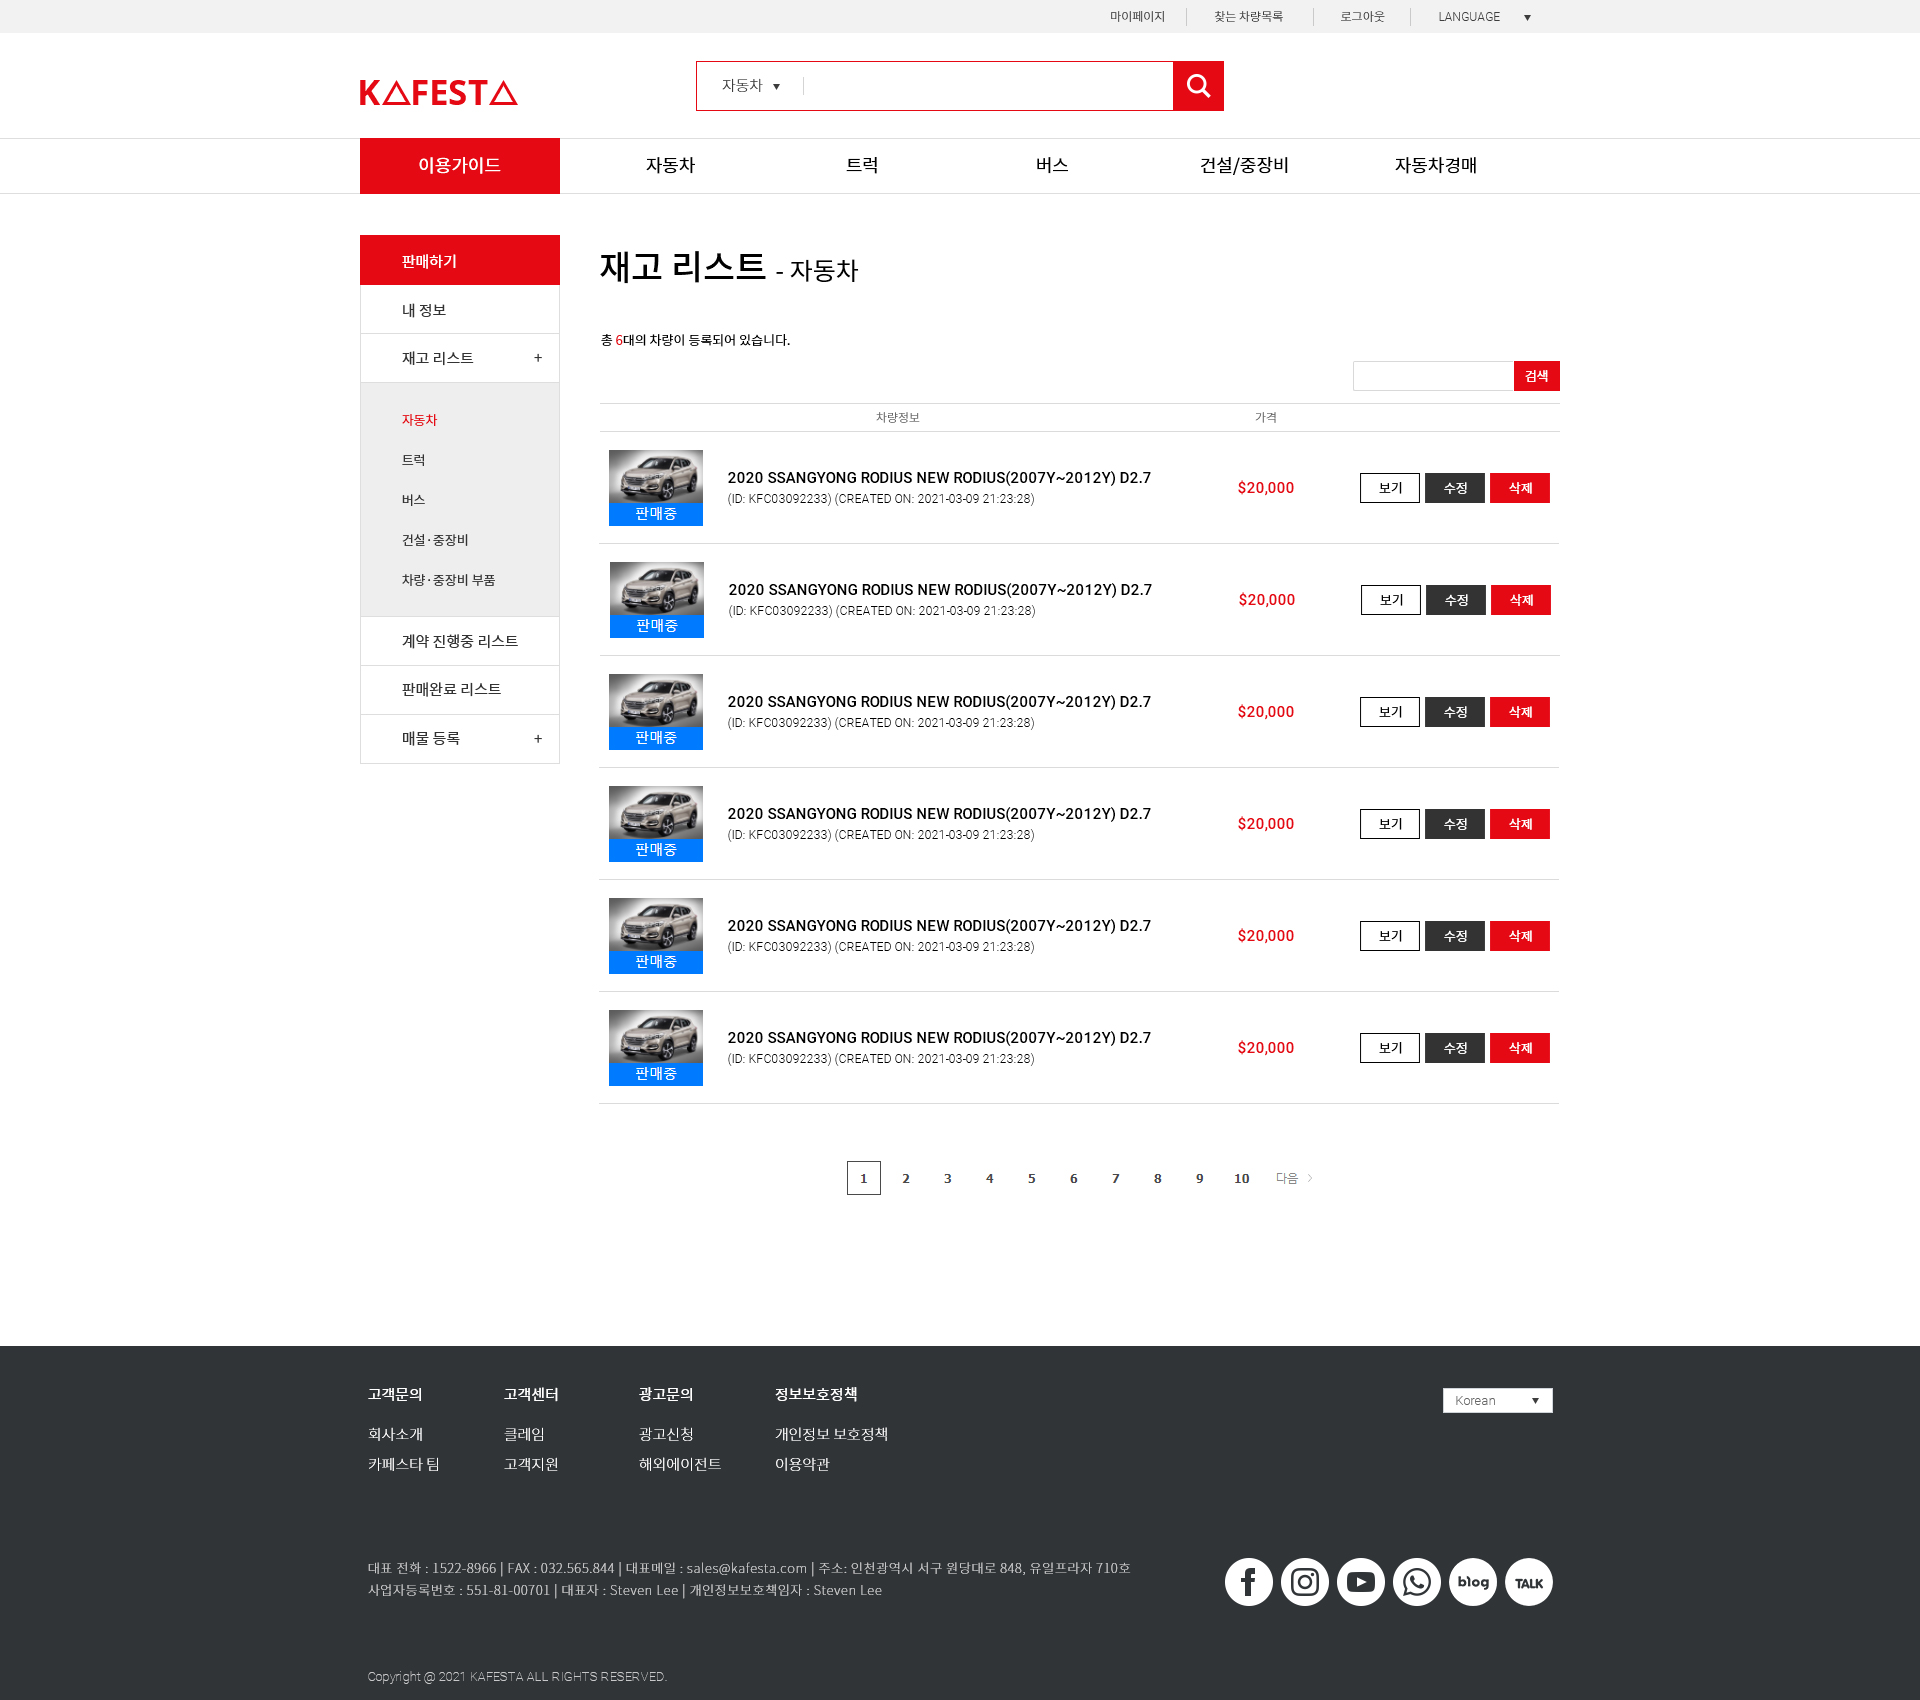 마이페이지 찾는 차량목록 로그아웃 LANGUAGE ▼
KAFESTA
자동차 ▼
이용가이드 자동차 트럭 버스 건설/중장비 자동차경매
판매하기
내 정보
재고 리스트 +
자동차
트럭
버스
건설·중장비
차량·중장비 부품
계약 진행중 리스트
판매완료 리스트
매물 등록 +
재고 리스트 - 자동차
총 6대의 차량이 등록되어 있습니다.
검색
차량정보 가격
2020 SSANGYONG RODIUS NEW RODIUS(2007Y~2012Y) D2.7
(ID: KFC03092233) (CREATED ON: 2021-03-09 21:23:28)
판매중
$20,000 보기 수정 삭제
2020 SSANGYONG RODIUS NEW RODIUS(2007Y~2012Y) D2.7
(ID: KFC03092233) (CREATED ON: 2021-03-09 21:23:28)
판매중
$20,000 보기 수정 삭제
2020 SSANGYONG RODIUS NEW RODIUS(2007Y~2012Y) D2.7
(ID: KFC03092233) (CREATED ON: 2021-03-09 21:23:28)
판매중
$20,000 보기 수정 삭제
2020 SSANGYONG RODIUS NEW RODIUS(2007Y~2012Y) D2.7
(ID: KFC03092233) (CREATED ON: 2021-03-09 21:23:28)
판매중
$20,000 보기 수정 삭제
2020 SSANGYONG RODIUS NEW RODIUS(2007Y~2012Y) D2.7
(ID: KFC03092233) (CREATED ON: 2021-03-09 21:23:28)
판매중
$20,000 보기 수정 삭제
2020 SSANGYONG RODIUS NEW RODIUS(2007Y~2012Y) D2.7
(ID: KFC03092233) (CREATED ON: 2021-03-09 21:23:28)
판매중
$20,000 보기 수정 삭제
1 2 3 4 5 6 7 8 9 10 다음 >
고객문의 고객센터 광고문의 정보보호정책
회사소개 클레임 광고신청 개인정보 보호정책
카페스타 팀 고객지원 해외에이전트 이용약관
Korean ▼
대표 전화 : 1522-8966 | FAX : 032.565.844 | 대표메일 : sales@kafesta.com | 주소: 인천광역시 서구 원당대로 848, 유일프라자 710호
사업자등록번호 : 551-81-00701 | 대표자 : Steven Lee | 개인정보보호책임자 : Steven Lee
blog TALK
Copyright @ 2021 KAFESTA ALL RIGHTS RESERVED.